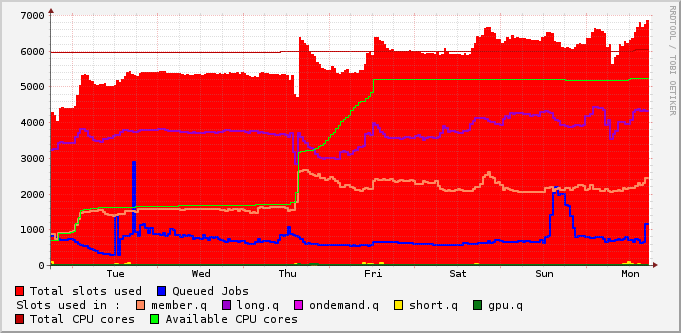 7000
6000
5000
4000
3000
2000
1000
0
Tue Wed Thu Fri Sat Sun Mon
Total slots used Queued Jobs
Slots used in : member.q long.q ondemand.q short.q gpu.q
Total CPU cores Available CPU cores
RRDTOOL / TOBI OETIKER